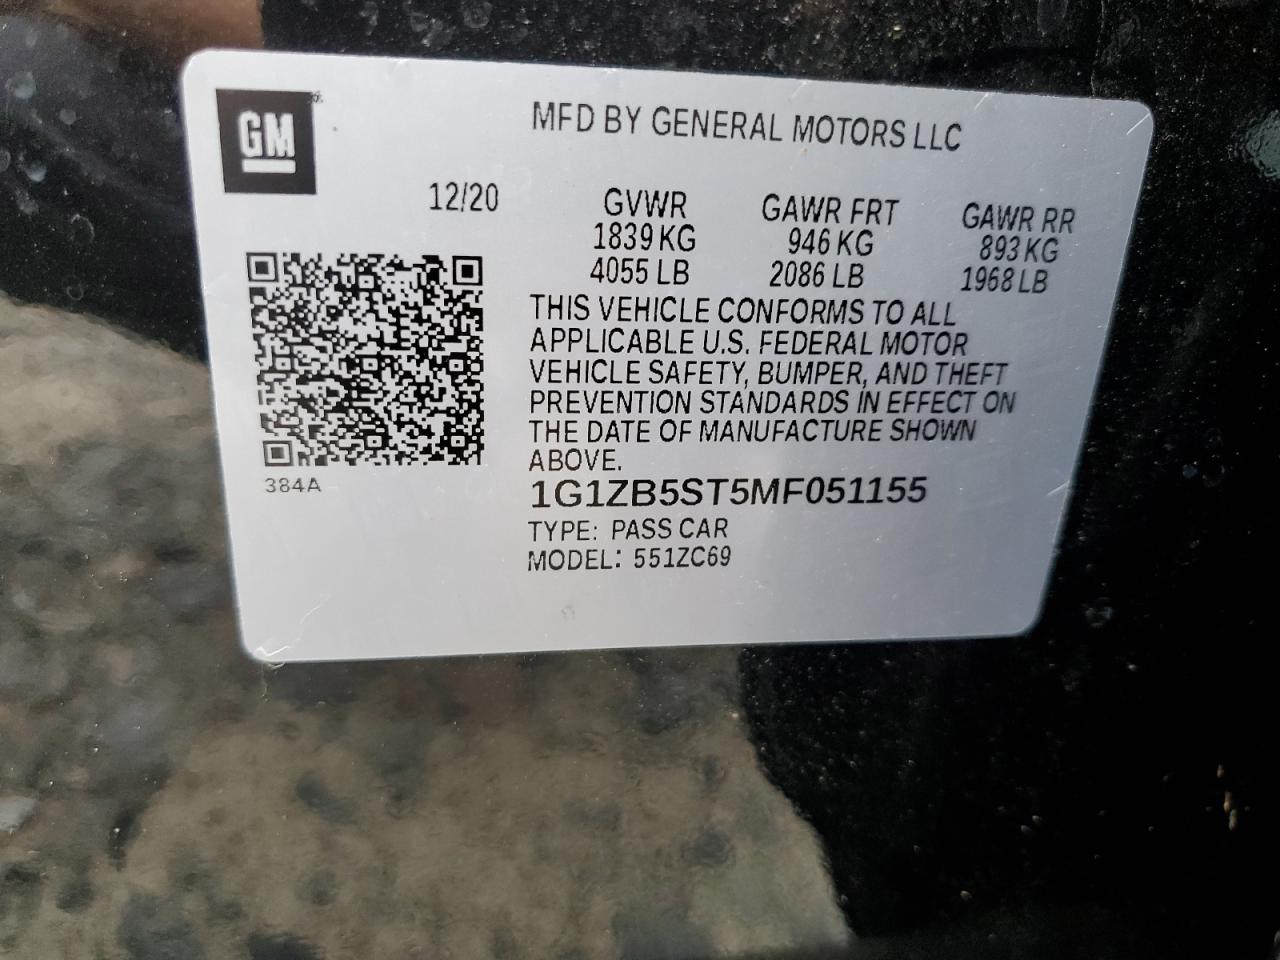 GM
MFD BY GENERAL MOTORS LLC
12/20 GVWR GAWR FRT GAWR RR
1839 KG 946 KG 893 KG
4055 LB 2086 LB 1968 LB
THIS VEHICLE CONFORMS TO ALL
APPLICABLE U.S. FEDERAL MOTOR
VEHICLE SAFETY, BUMPER, AND THEFT
PREVENTION STANDARDS IN EFFECT ON
THE DATE OF MANUFACTURE SHOWN
ABOVE.
384A
1G1ZB5ST5MF051155
TYPE: PASS CAR
MODEL: 551ZC69